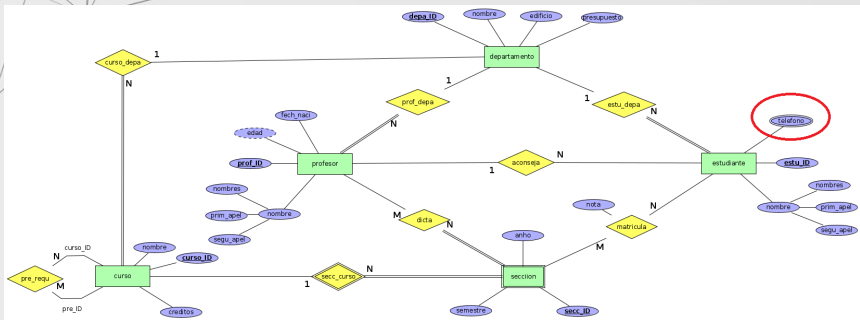 depa_ID
nombre
edificio
presupuesto
departamento
curso_depa
1
N
1
prof_depa
N
1
estu_depa
N
telefono
fech_naci
edad
prof_ID
profesor
1
aconseja
N
estudiante
estu_ID
nombres
prim_apel
segu_apel
nombre
nombres
nombre
prim_apel
segu_apel
M
dicta
N
nota
N
matricula
M
anho
curso_ID
nombre
curso_ID
N
pre_requ
M
pre_ID
curso
creditos
1
secc_curso
N
secciion
semestre
secc_ID